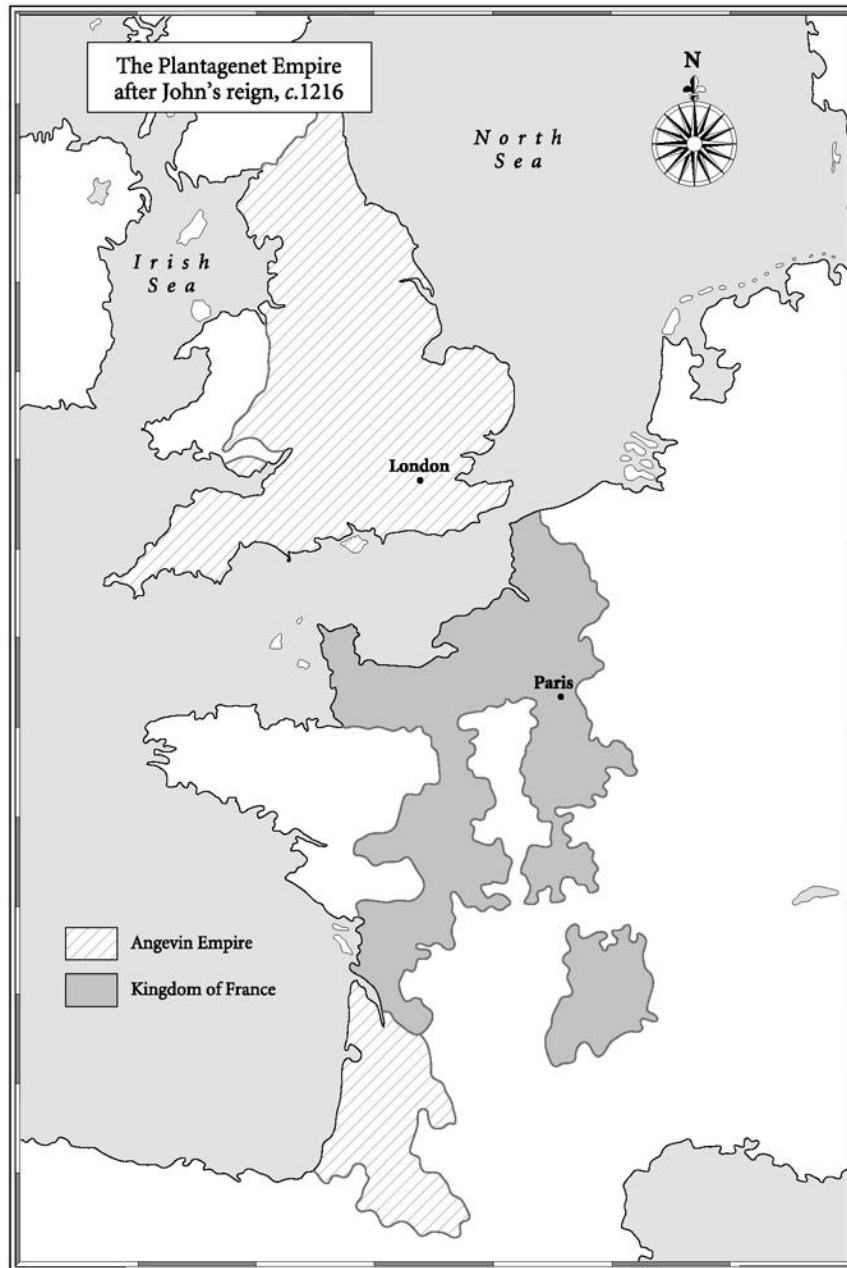 The Plantagenet Empire
after John's reign, c.1216
N
North
Sea
Irish
Sea
London
Paris
Angevin Empire
Kingdom of France